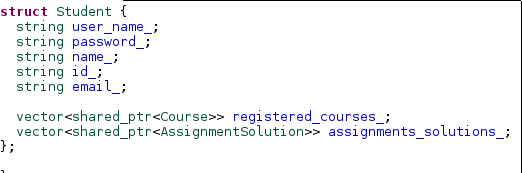 struct Student {
  string user_name_;
  string password_;
  string name_;
  string id_;
  string email_;

  vector<shared_ptr<Course>> registered_courses_;
  vector<shared_ptr<AssignmentSolution>> assignments_solutions_;
};